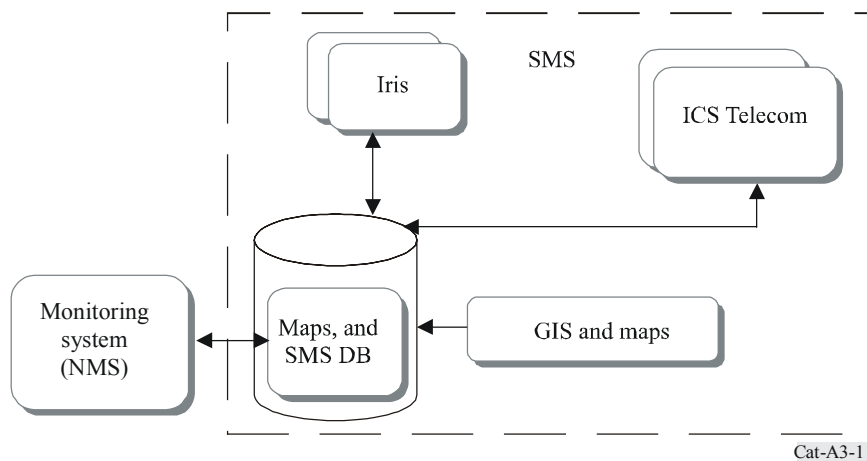 SMS
Iris
ICS Telecom
Monitoring
system
(NMS)
Maps, and
SMS DB
GIS and maps
Cat-A3-1